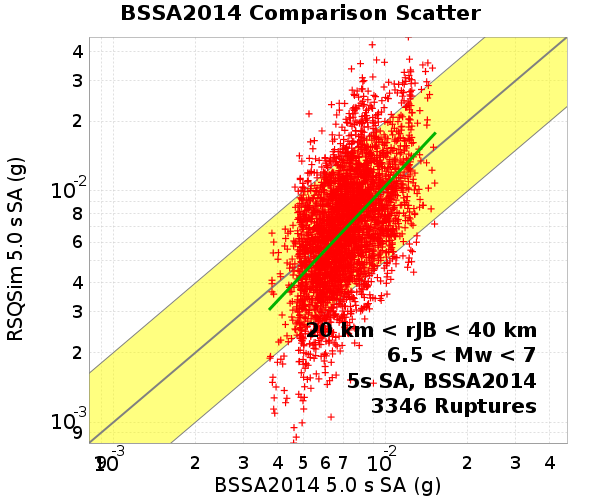 BSSA2014 Comparison Scatter
RSQSim 5.0 s SA (g)
4
3
2
10-2
8
6
4
3
2
10-3
9
20 km < rJB < 40 km
6.5 < Mw < 7
5s SA, BSSA2014
3346 Ruptures
9 10-3 2 3 4 5 6 7 10-2 2 3 4
BSSA2014 5.0 s SA (g)